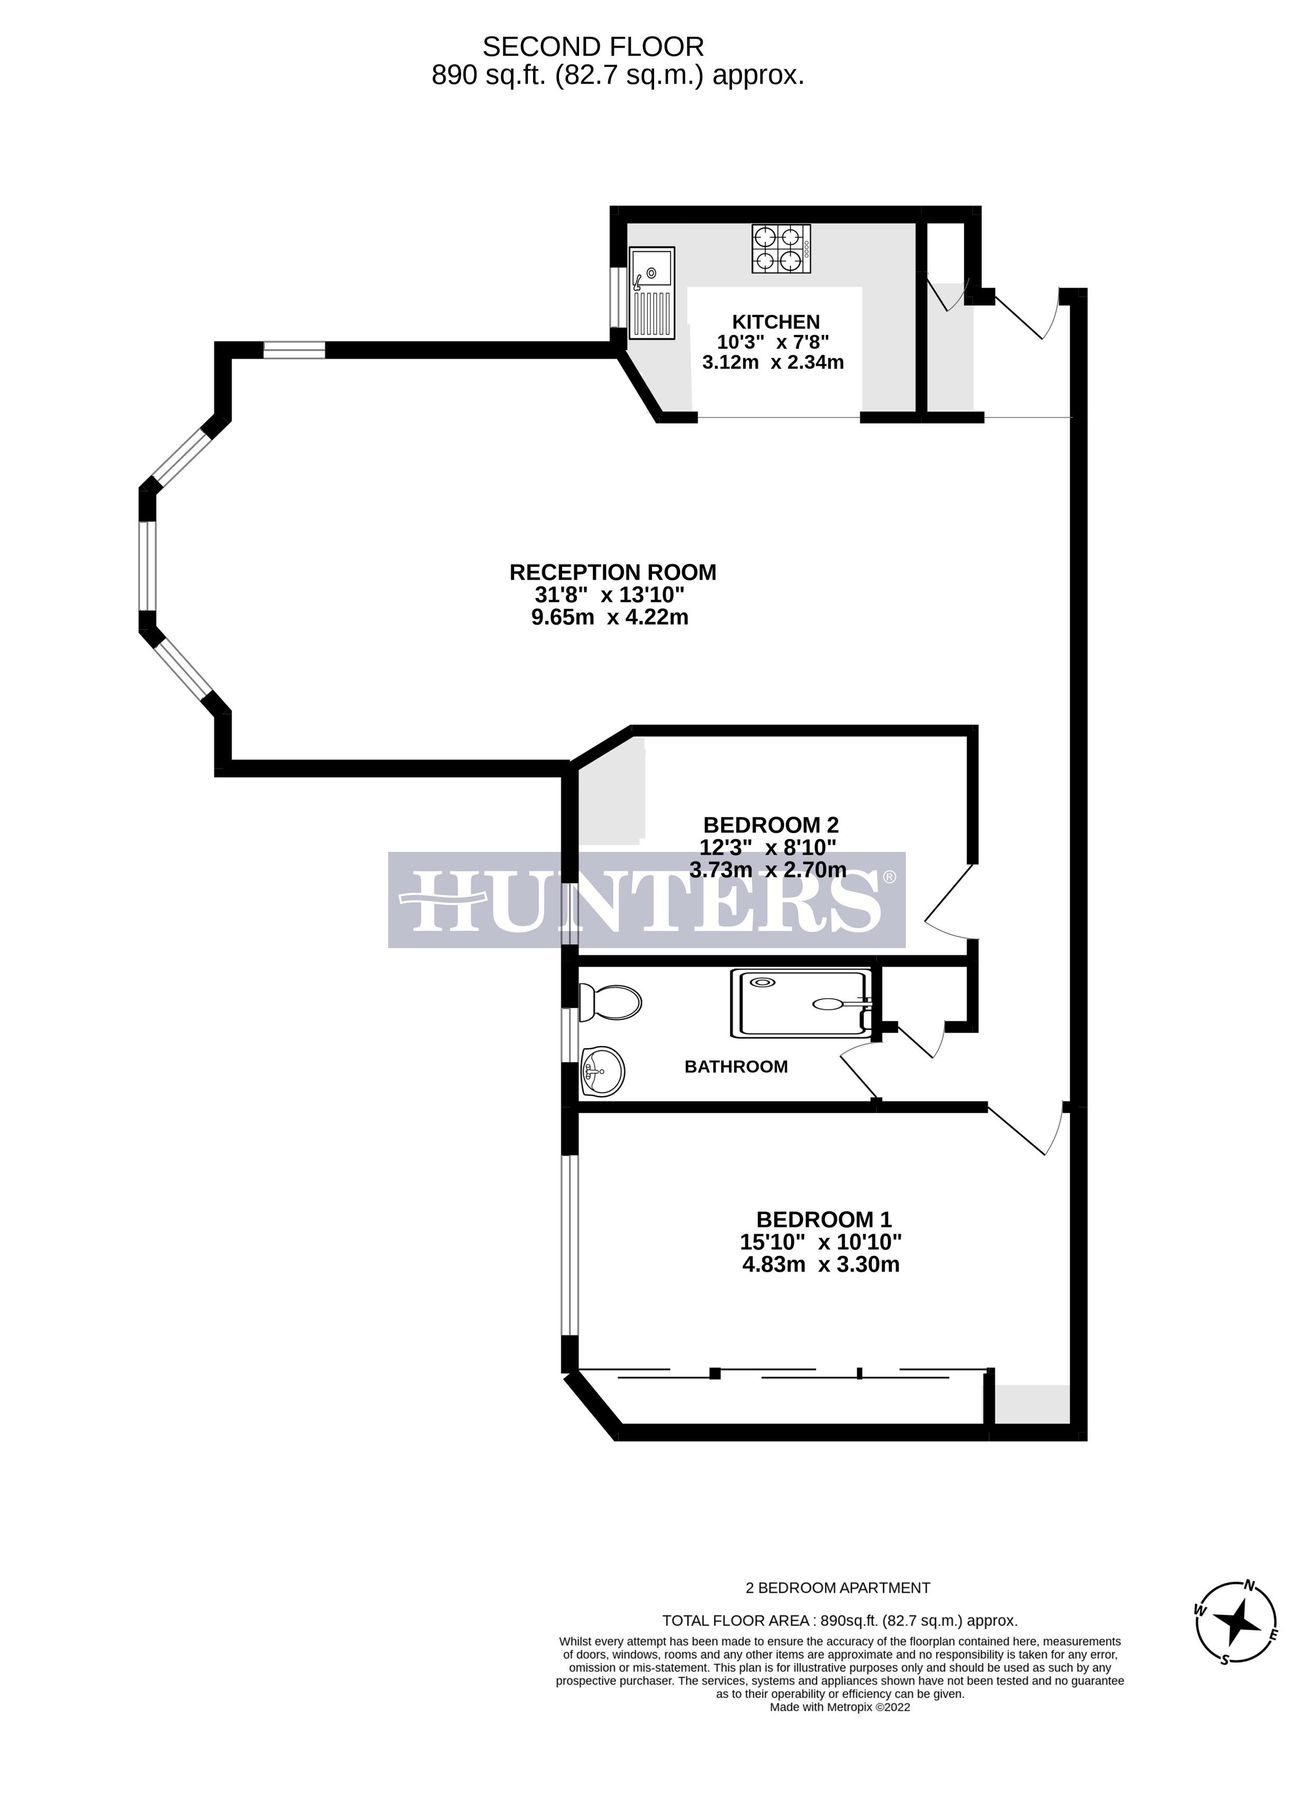 SECOND FLOOR
890 sq.ft. (82.7 sq.m.) approx.
KITCHEN
10'3" x 7'8"
3.12m x 2.34m
RECEPTION ROOM
31'8" x 13'10"
9.65m x 4.22m
BEDROOM 2
12'3" x 8'10"
3.73m x 2.70m
HUNTERS®
BATHROOM
BEDROOM 1
15'10" x 10'10"
4.83m x 3.30m
2 BEDROOM APARTMENT
TOTAL FLOOR AREA : 890sq.ft. (82.7 sq.m.) approx.
Whilst every attempt has been made to ensure the accuracy of the floorplan contained here, measurements
of doors, windows, rooms and any other items are approximate and no responsibility is taken for any error,
omission or mis-statement. This plan is for illustrative purposes only and should be used as such by any
prospective purchaser. The services, systems and appliances shown have not been tested and no guarantee
as to their operability or efficiency can be given.
Made with Metropix ©2022
N
W
E
S